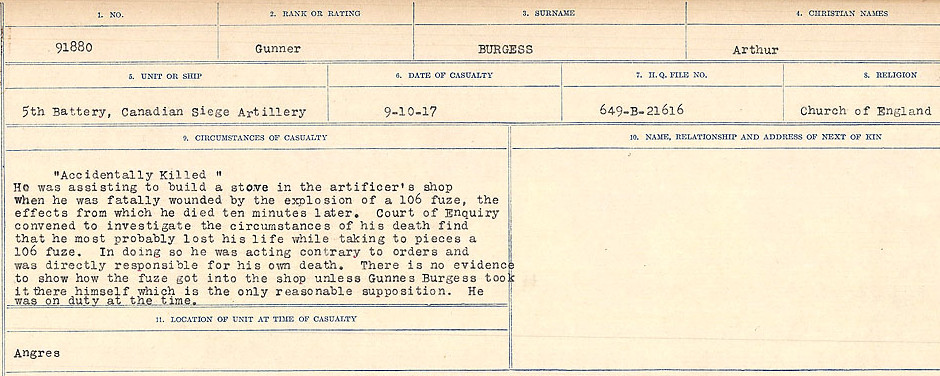 1. NO. 2. RANK OR RATING 3. SURNAME 4. CHRISTIAN NAMES
91880 Gunner BURGESS Arthur
5. UNIT OR SHIP 6. DATE OF CASUALTY 7. H.Q. FILE NO. 8. RELIGION
5th Battery, Canadian Siege Artillery 9-10-17 649-B-21616 Church of England
9. CIRCUMSTANCES OF CASUALTY 10. NAME, RELATIONSHIP AND ADDRESS OF NEXT OF KIN
"Accidentally Killed "
He was assisting to build a stove in the artificer's shop
when he was fatally wounded by the explosion of a 106 fuze, the
effects from which he died ten minutes later. Court of Enquiry
convened to investigate the circumstances of his death find
that he most probably lost his life while taking to pieces a
106 fuze. In doing so he was acting contrary to orders and
was directly responsible for his own death. There is no evidence
to show how the fuze got into the shop unless Gunnes Burgess took
it there himself which is the only reasonable supposition. He
was on duty at the time.
11. LOCATION OF UNIT AT TIME OF CASUALTY
Angres